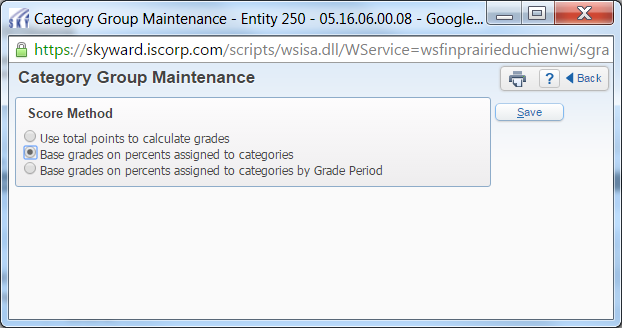 Category Group Maintenance - Entity 250 - 05.16.06.00.08 - Google...
https://skyward.iscorp.com/scripts/wsisa.dll/WService=wsfinprairieduchienwi/sgra
Category Group Maintenance
? Back
Score Method
Save
Use total points to calculate grades
Base grades on percents assigned to categories
Base grades on percents assigned to categories by Grade Period